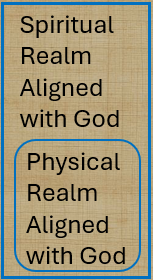 Spiritual
Realm
Aligned
with God
Physical
Realm
Aligned
with God